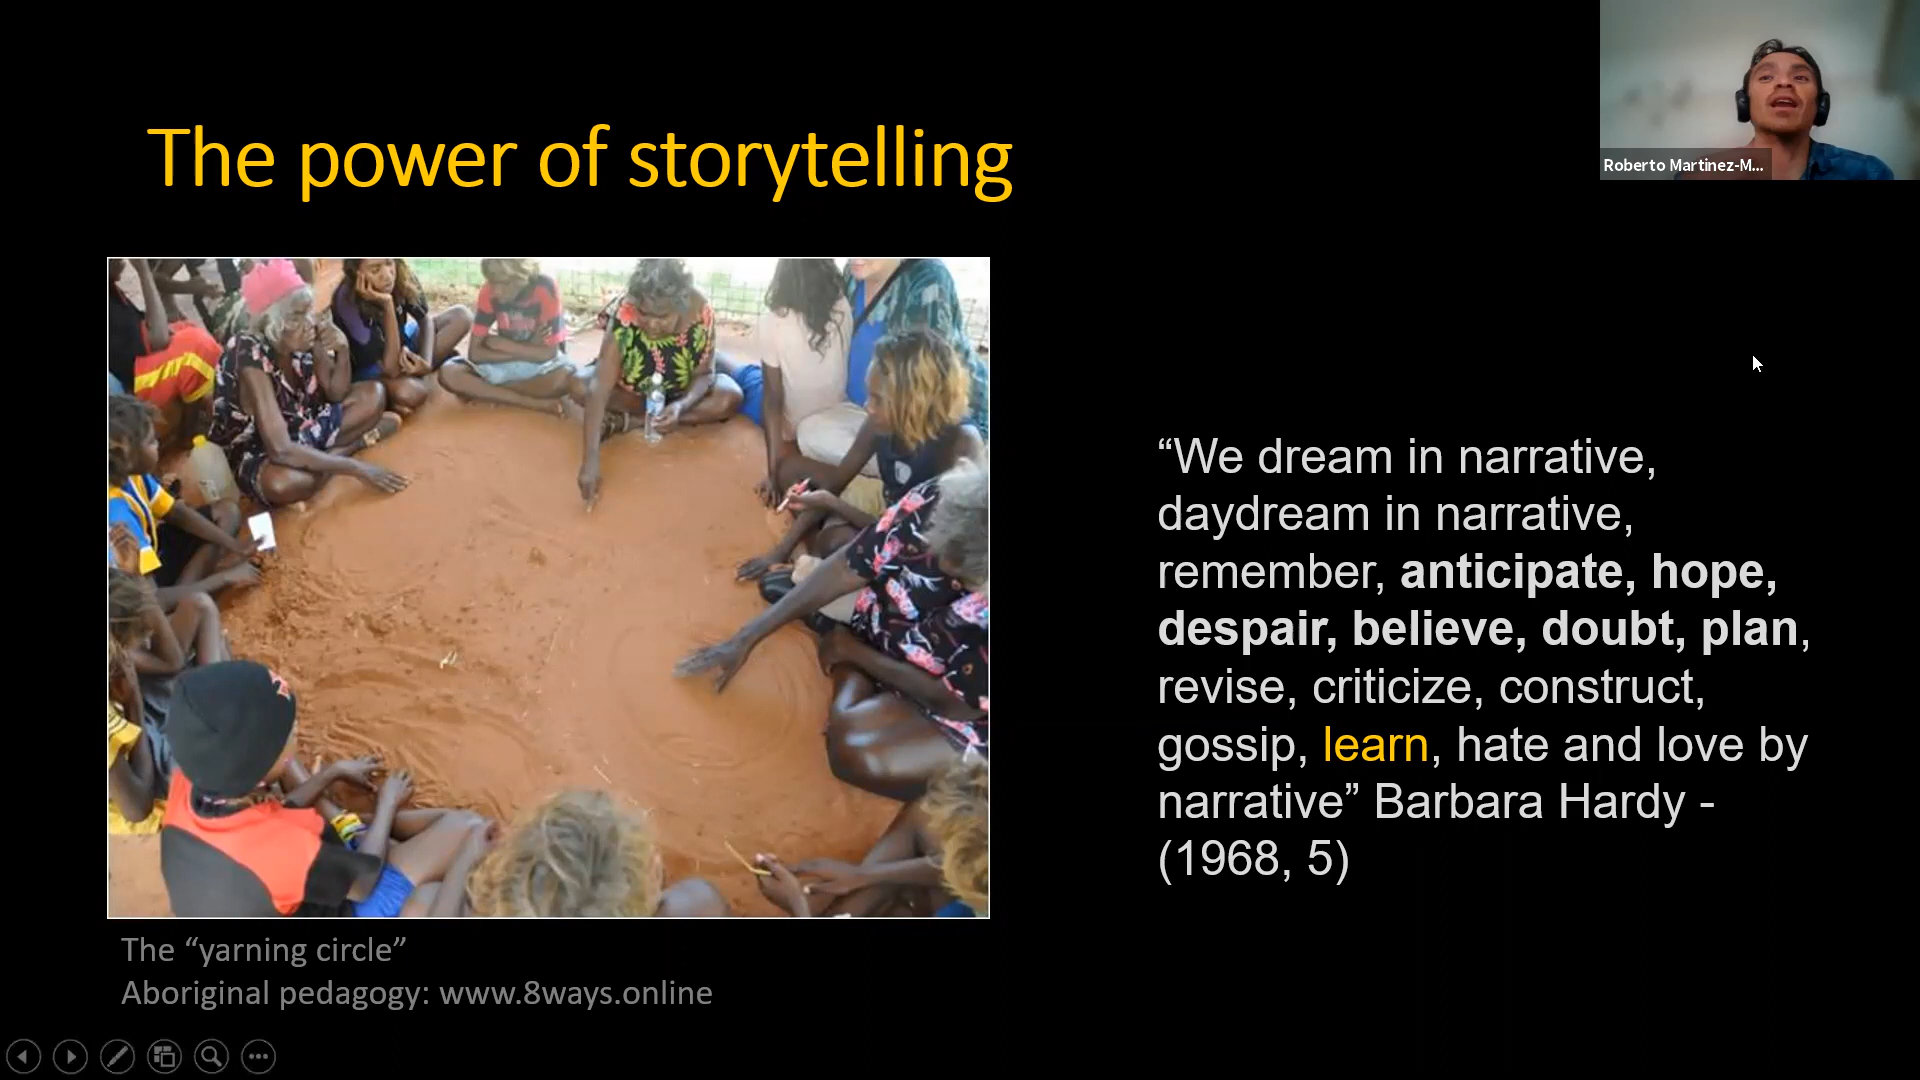 The power of storytelling
Roberto Martinez-M...
“We dream in narrative,
daydream in narrative,
remember, anticipate, hope,
despair, believe, doubt, plan,
revise, criticize, construct,
gossip, learn, hate and love by
narrative” Barbara Hardy -
(1968, 5)
The “yarning circle”
Aboriginal pedagogy: www.8ways.online